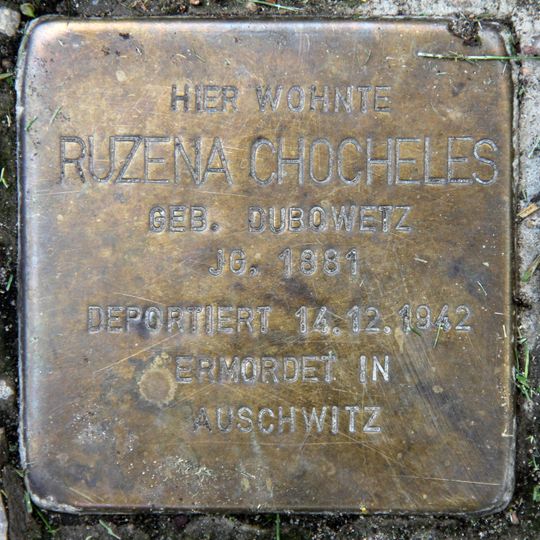 HIER WOHNTE
RUZENA CHOCHELES
GEB. DUBOWETZ
JG. 1881
DEPORTIERT 14.12.1942
ERMORDET IN
AUSCHWITZ